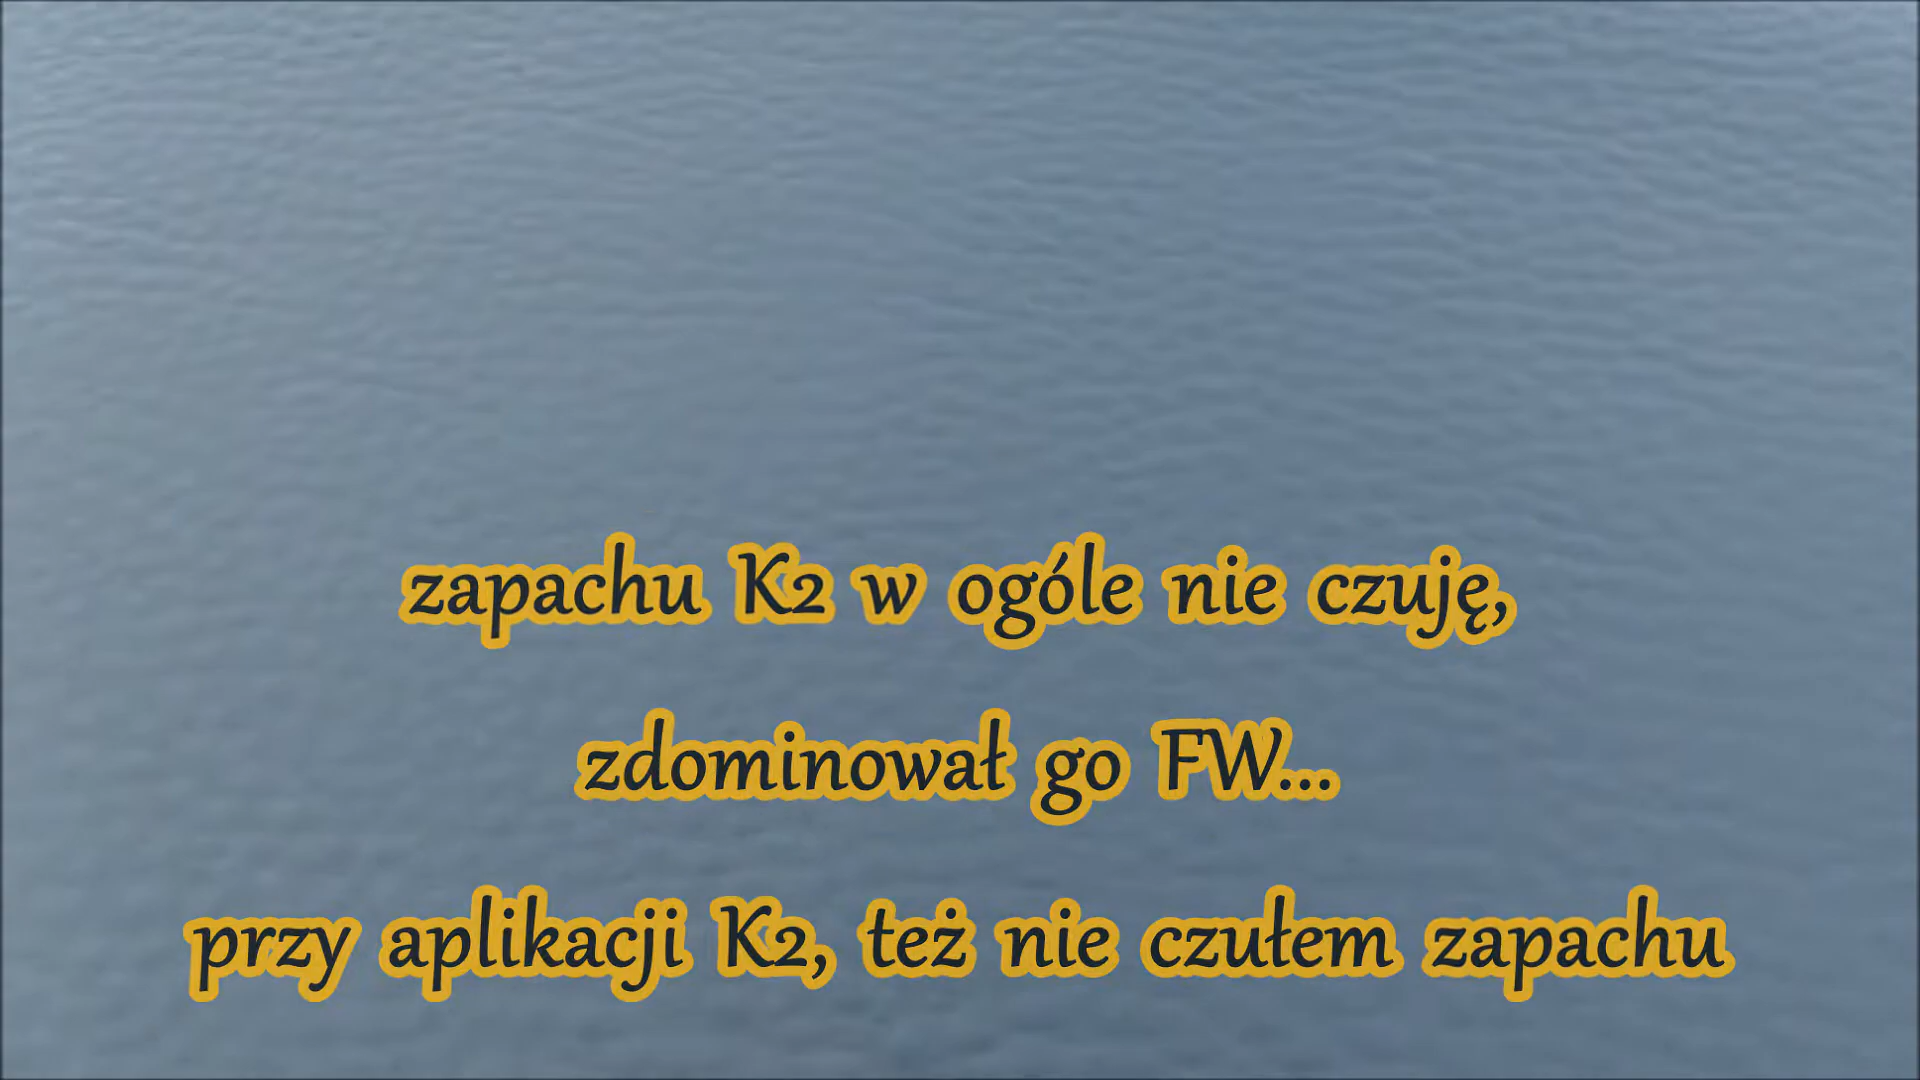 zapachu K2 w ogóle nie czuję,
zdominował go FW...
przy aplikacji K2, też nie czułem zapachu